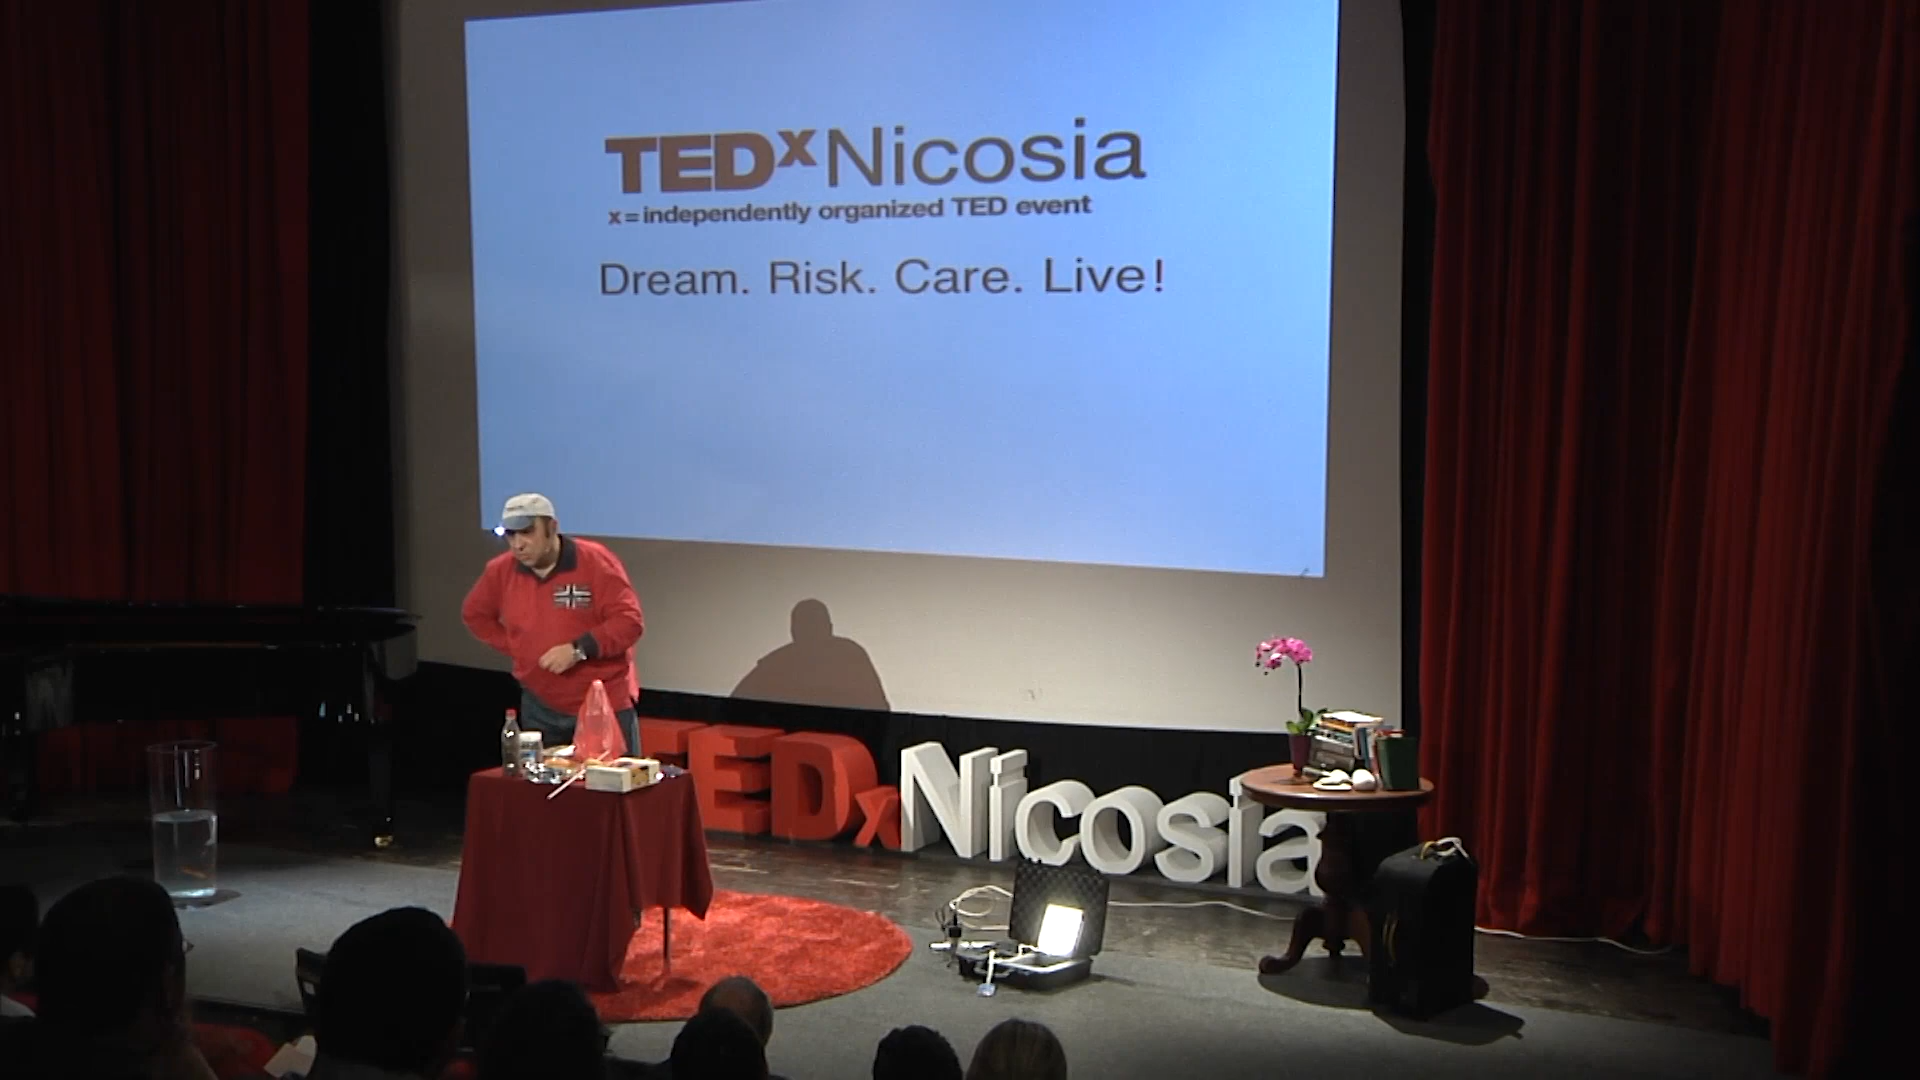 TEDxNicosia
x=independently organized TED event
Dream. Risk. Care. Live!
TEDxNicosia